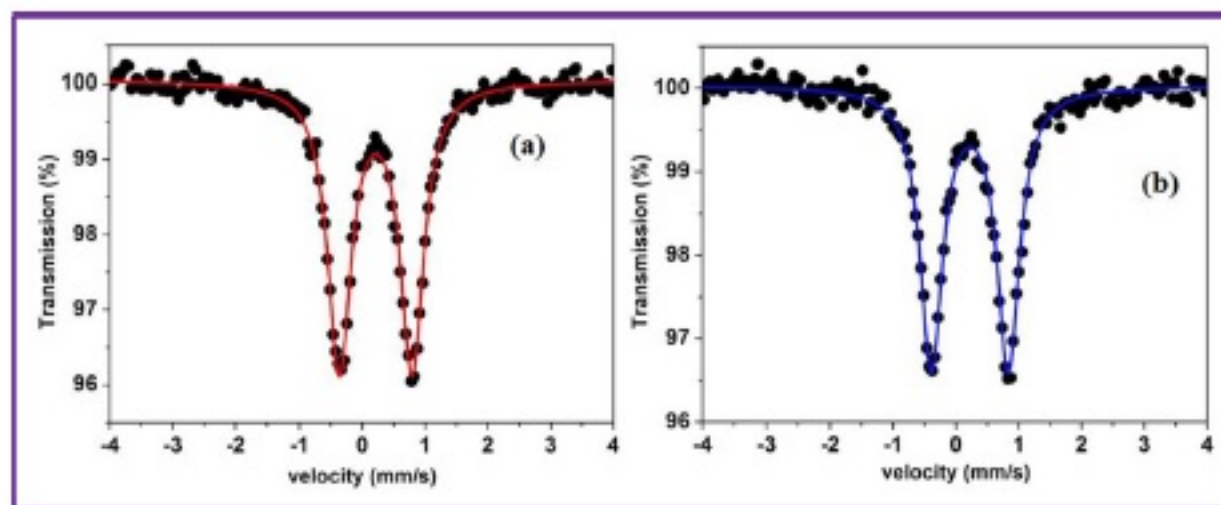 100
99
98
97
96
-4 -3 -2 -1 0 1 2 3 4
velocity (mm/s)
Transmission (%)
(a)
100
99
98
97
96
-4 -3 -2 -1 0 1 2 3 4
velocity (mm/s)
Transmission (%)
(b)